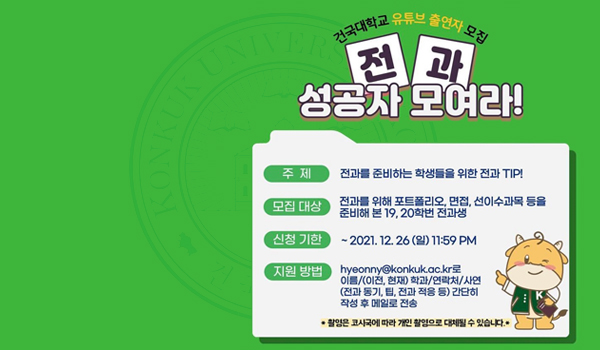 건국대학교 유튜브 출연자 모집
전과
성공자 모여라!
주 제
전과를 준비하는 학생들을 위한 전과 TIP!
모집 대상
전과를 위해 포트폴리오, 면접, 선이수과목 등을
준비해 본 19, 20학번 전과생
신청 기한
~ 2021. 12. 26 (일) 11:59 PM
지원 방법
hyeonny@konkuk.ac.kr로
이름/(이전, 현재) 학과/연락처/사연
(전과 동기, 팁, 전과 적응 등) 간단히
작성 후 메일로 전송
* 촬영은 코시국에 따라 개인 촬영으로 대체될 수 있습니다.*
K
KONKUK UNIVERSITY